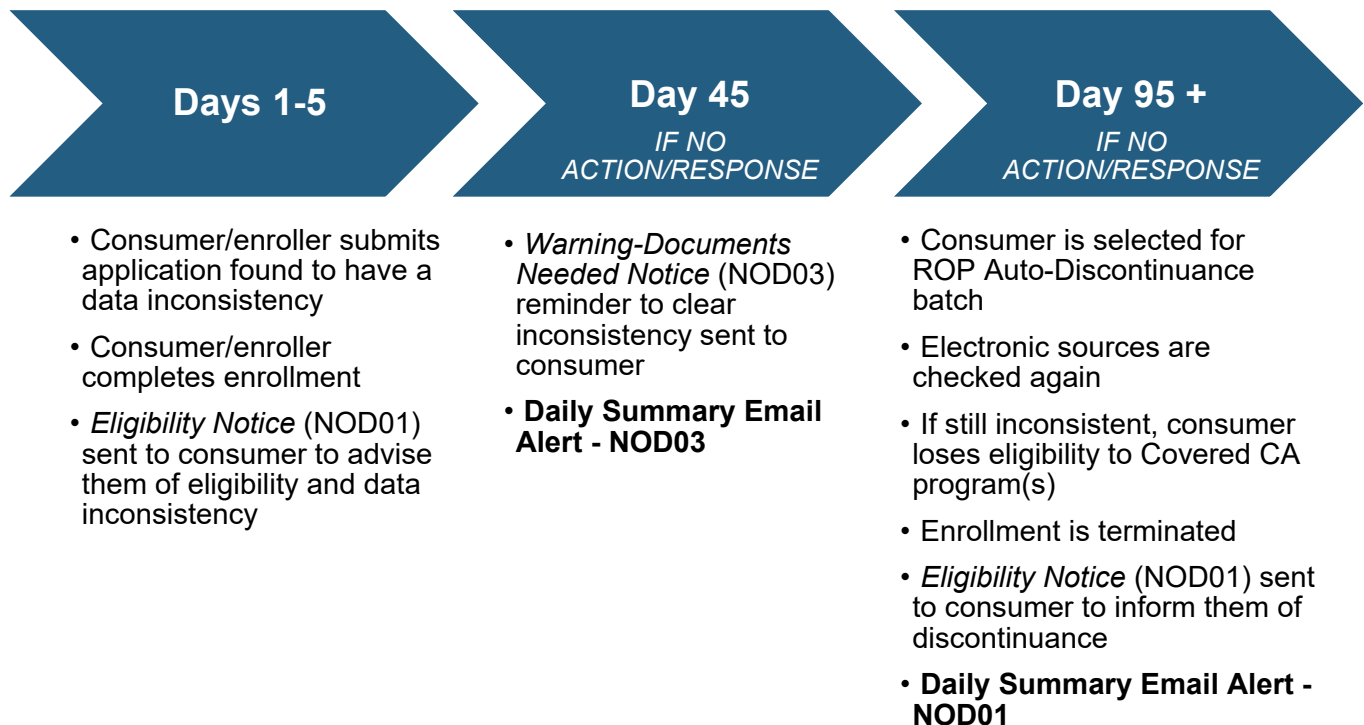 Days 1-5
• Consumer/enroller submits
application found to have a
data inconsistency
• Consumer/enroller
completes enrollment
• Eligibility Notice (NOD01)
sent to consumer to advise
them of eligibility and data
inconsistency
Day 45
IF NO
ACTION/RESPONSE
• Warning-Documents
Needed Notice (NOD03)
reminder to clear
inconsistency sent to
consumer
• Daily Summary Email
Alert - NOD03
Day 95 +
IF NO
ACTION/RESPONSE
• Consumer is selected for
ROP Auto-Discontinuance
batch
• Electronic sources are
checked again
• If still inconsistent, consumer
loses eligibility to Covered CA
program(s)
• Enrollment is terminated
• Eligibility Notice (NOD01) sent
to consumer to inform them of
discontinuance
• Daily Summary Email Alert -
NOD01